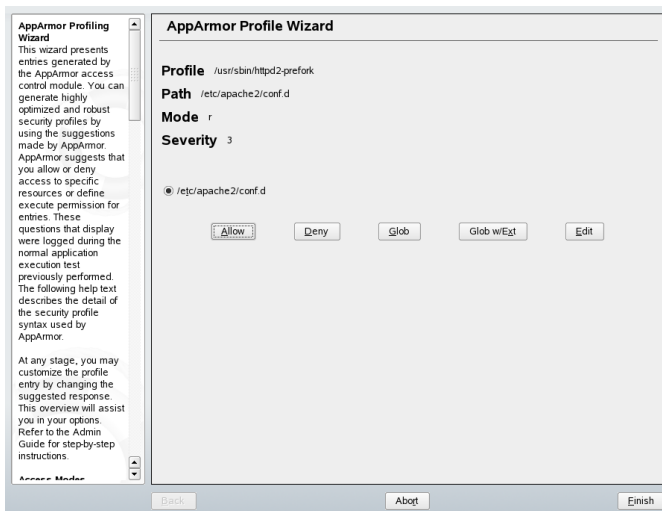 AppArmor Profiling
Wizard
This wizard presents
entries generated by
the AppArmor access
control module. You can
generate highly
optimized and robust
security profiles by
using the suggestions
made by AppArmor.
AppArmor suggests that
you allow or deny
access to specific
resources or define
execute permission for
entries. These
questions that display
were logged during the
normal application
execution test
previously performed.
The following help text
describes the detail of
the security profile
syntax used by
AppArmor.
At any stage, you may
customize the profile
entry by changing the
suggested response.
This overview will assist
you in your options.
Refer to the Admin
Guide for step-by-step
instructions.
Access Modes
AppArmor Profile Wizard
Profile /usr/sbin/httpd2-prefork
Path /etc/apache2/conf.d
Mode r
Severity 3
/etc/apache2/conf.d
Allow Deny Glob Glob w/Ext Edit
Back Abort Finish